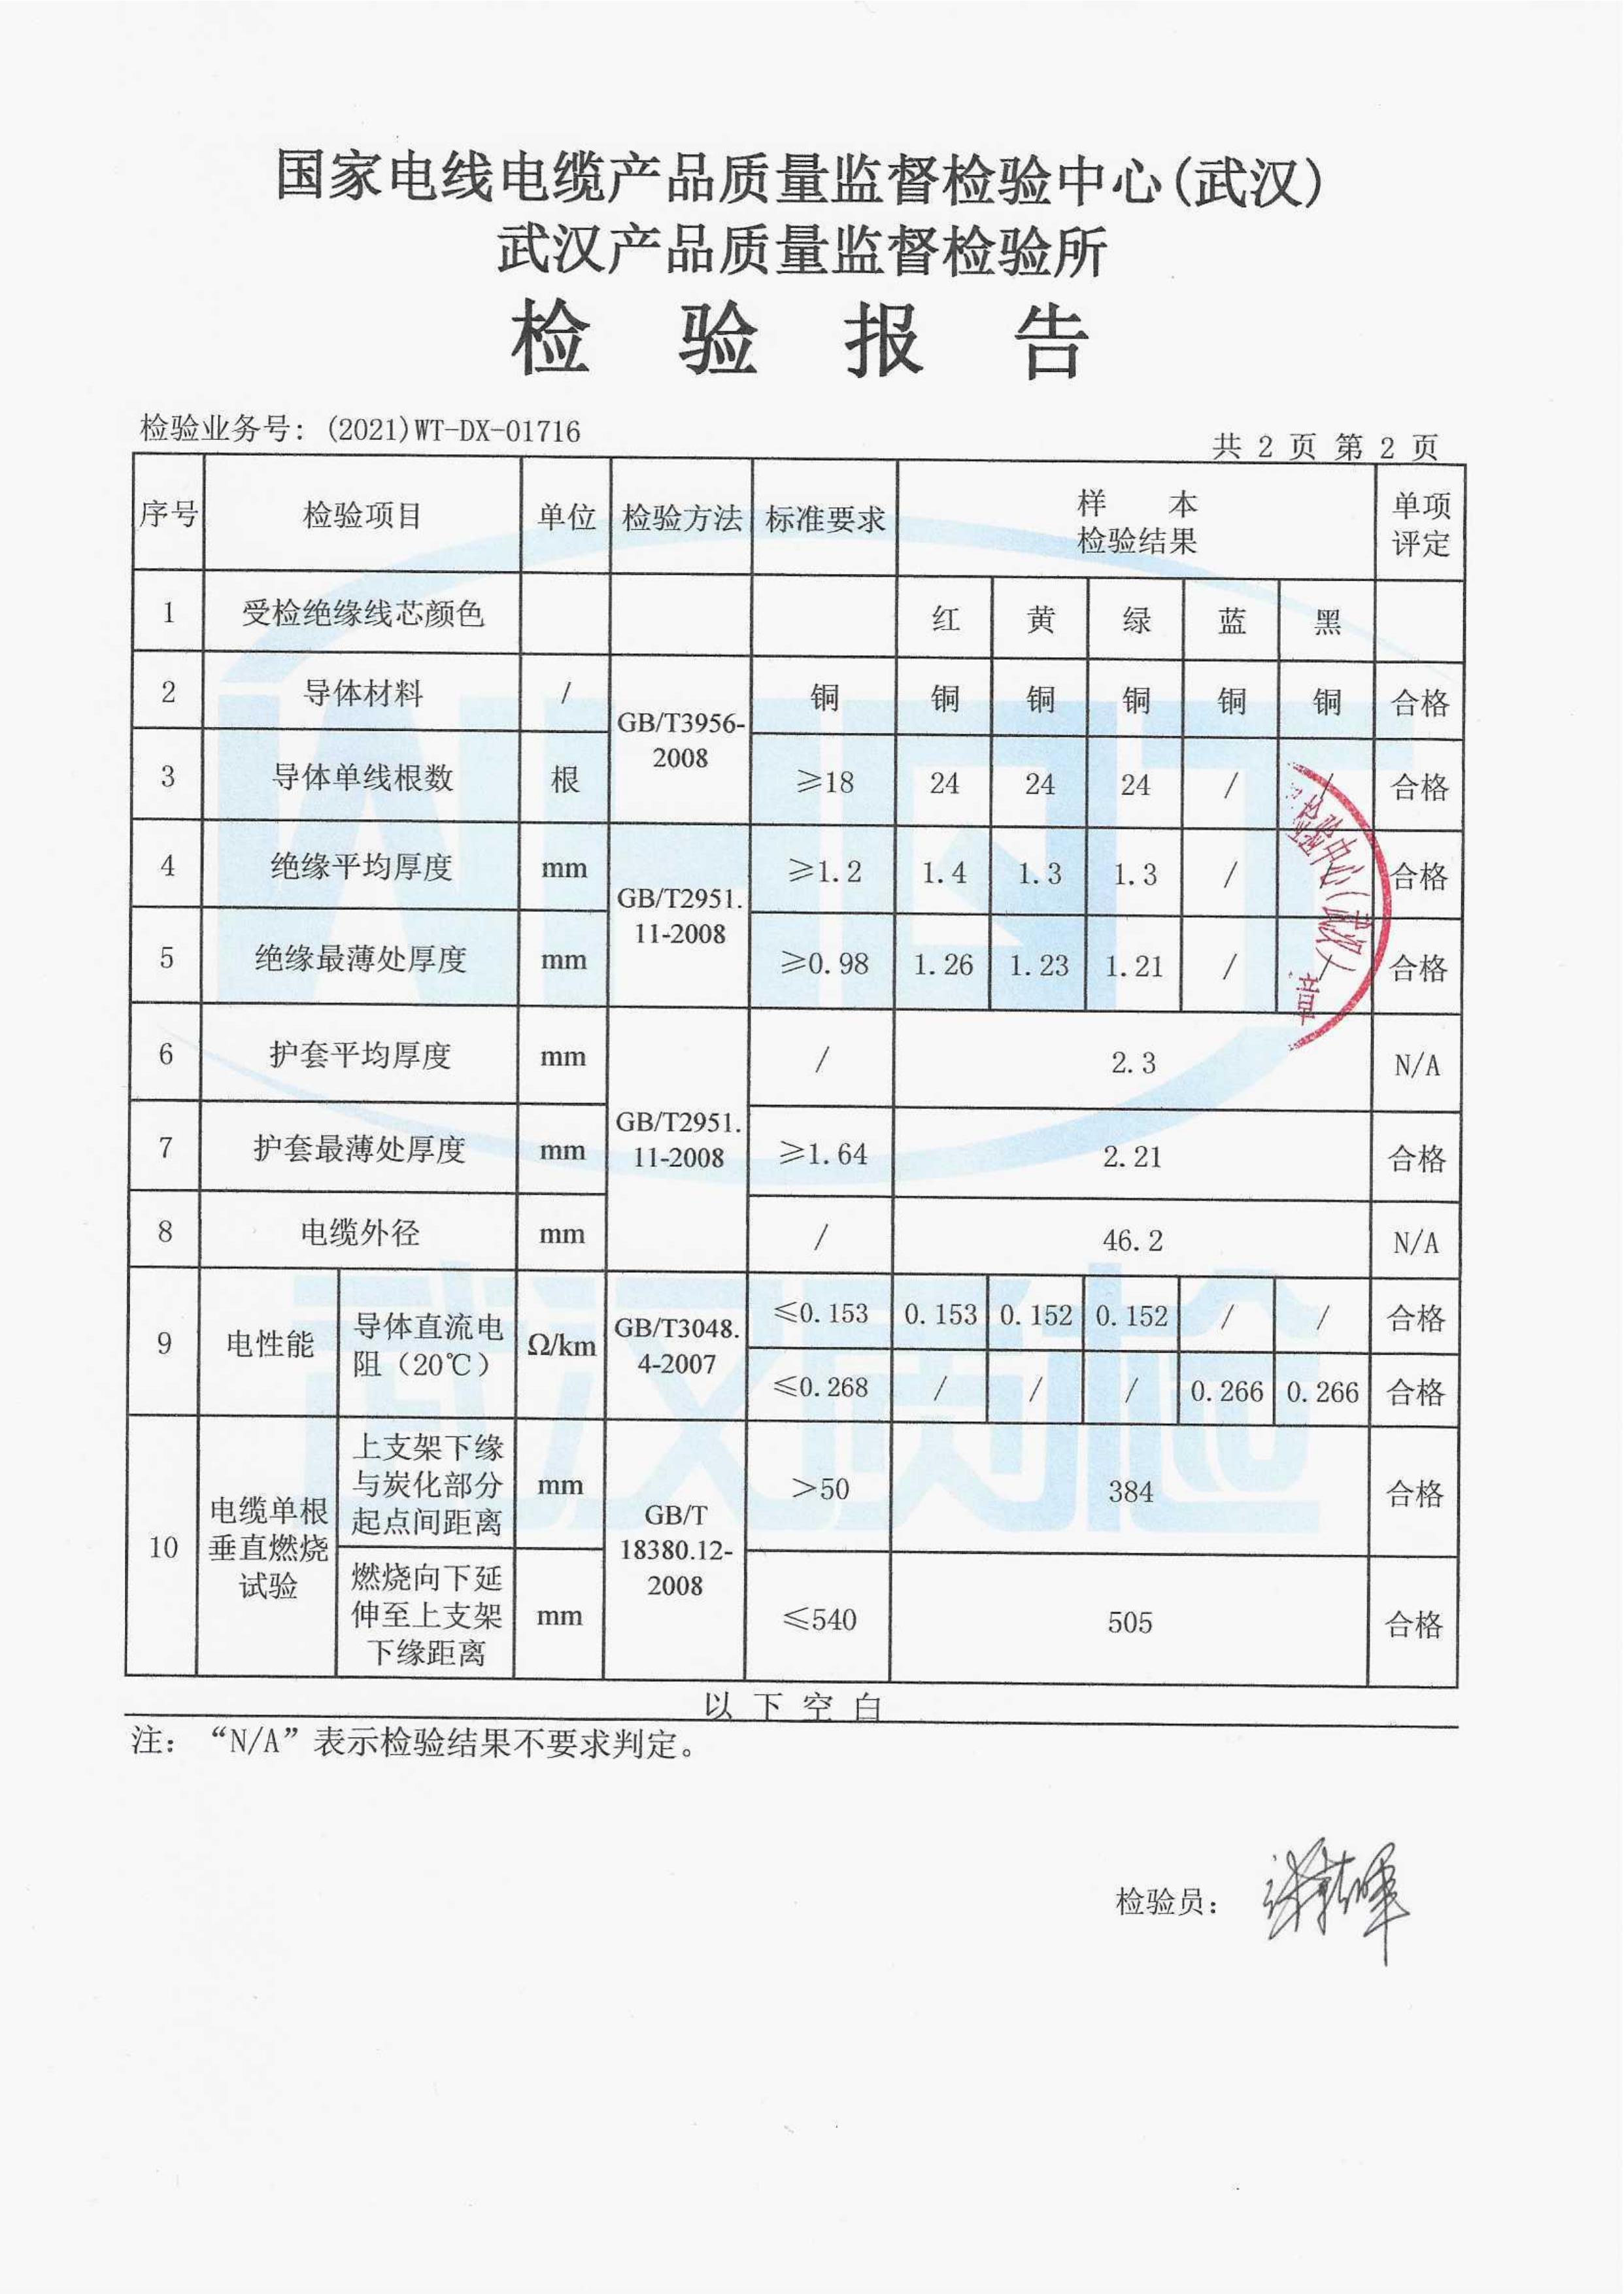 国家电线电缆产品质量监督检验中心(武汉)
武汉产品质量监督检验所
检 验 报 告
检验业务号: (2021)WT-DX-01716
共 2 页 第 2 页
序号 检验项目 单位 检验方法 标准要求 样 本 检验结果 单项评定
1 受检绝缘线芯颜色 红 黄 绿 蓝 黑
2 导体材料 / GB/T3956-2008 铜 铜 铜 铜 铜 铜 合格
3 导体单线根数 根 ≥18 24 24 24 / / 合格
4 绝缘平均厚度 mm GB/T2951.11-2008 ≥1.2 1.4 1.3 1.3 / / 合格
5 绝缘最薄处厚度 mm ≥0.98 1.26 1.23 1.21 / / 合格
6 护套平均厚度 mm GB/T2951.11-2008 / 2.3 N/A
7 护套最薄处厚度 mm ≥1.64 2.21 合格
8 电缆外径 mm / 46.2 N/A
9 电性能 导体直流电阻（20℃） Ω/km GB/T3048.4-2007 ≤0.153 0.153 0.152 0.152 / / 合格
≤0.268 / / / 0.266 0.266 合格
10 电缆单根垂直燃烧试验 上支架下缘与炭化部分起点间距离 mm GB/T 18380.12-2008 >50 384 合格
燃烧向下延伸至上支架下缘距离 mm ≤540 505 合格
以 下 空 白
注: “N/A”表示检验结果不要求判定。
检验员:
检验中心(武汉)
武汉质检